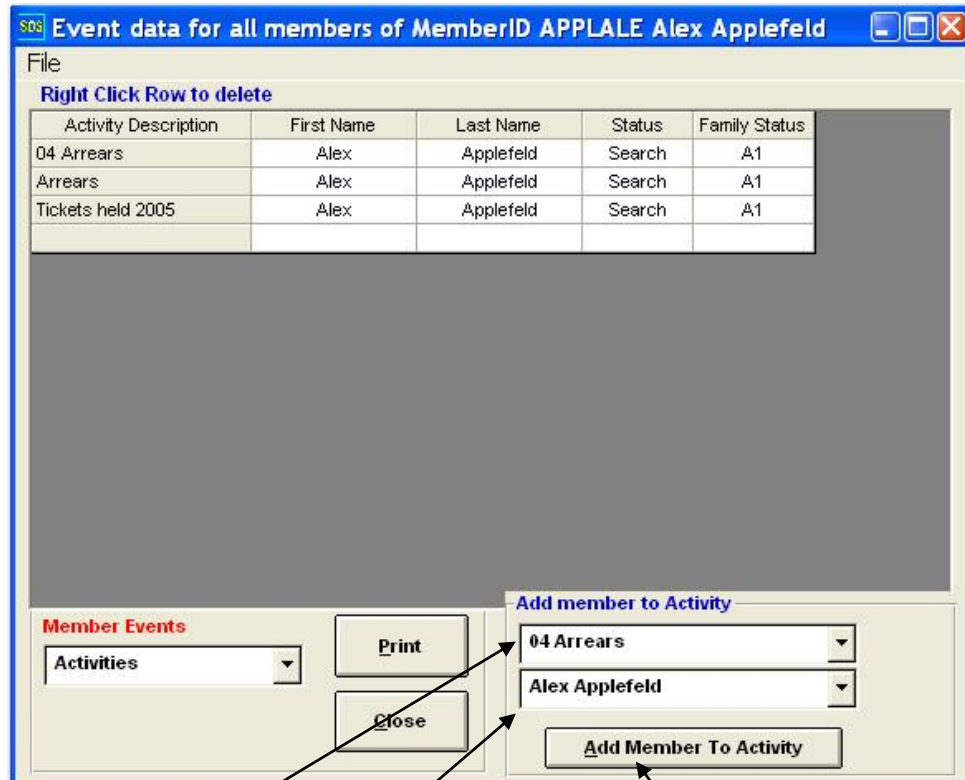 SDS Event data for all members of MemberID APPLALE Alex Applefeld
File
Right Click Row to delete
Activity Description First Name Last Name Status Family Status
04 Arrears Alex Applefeld Search A1
Arrears Alex Applefeld Search A1
Tickets held 2005 Alex Applefeld Search A1
Member Events
Activities
Print
Close
Add member to Activity
04 Arrears
Alex Applefeld
Add Member To Activity